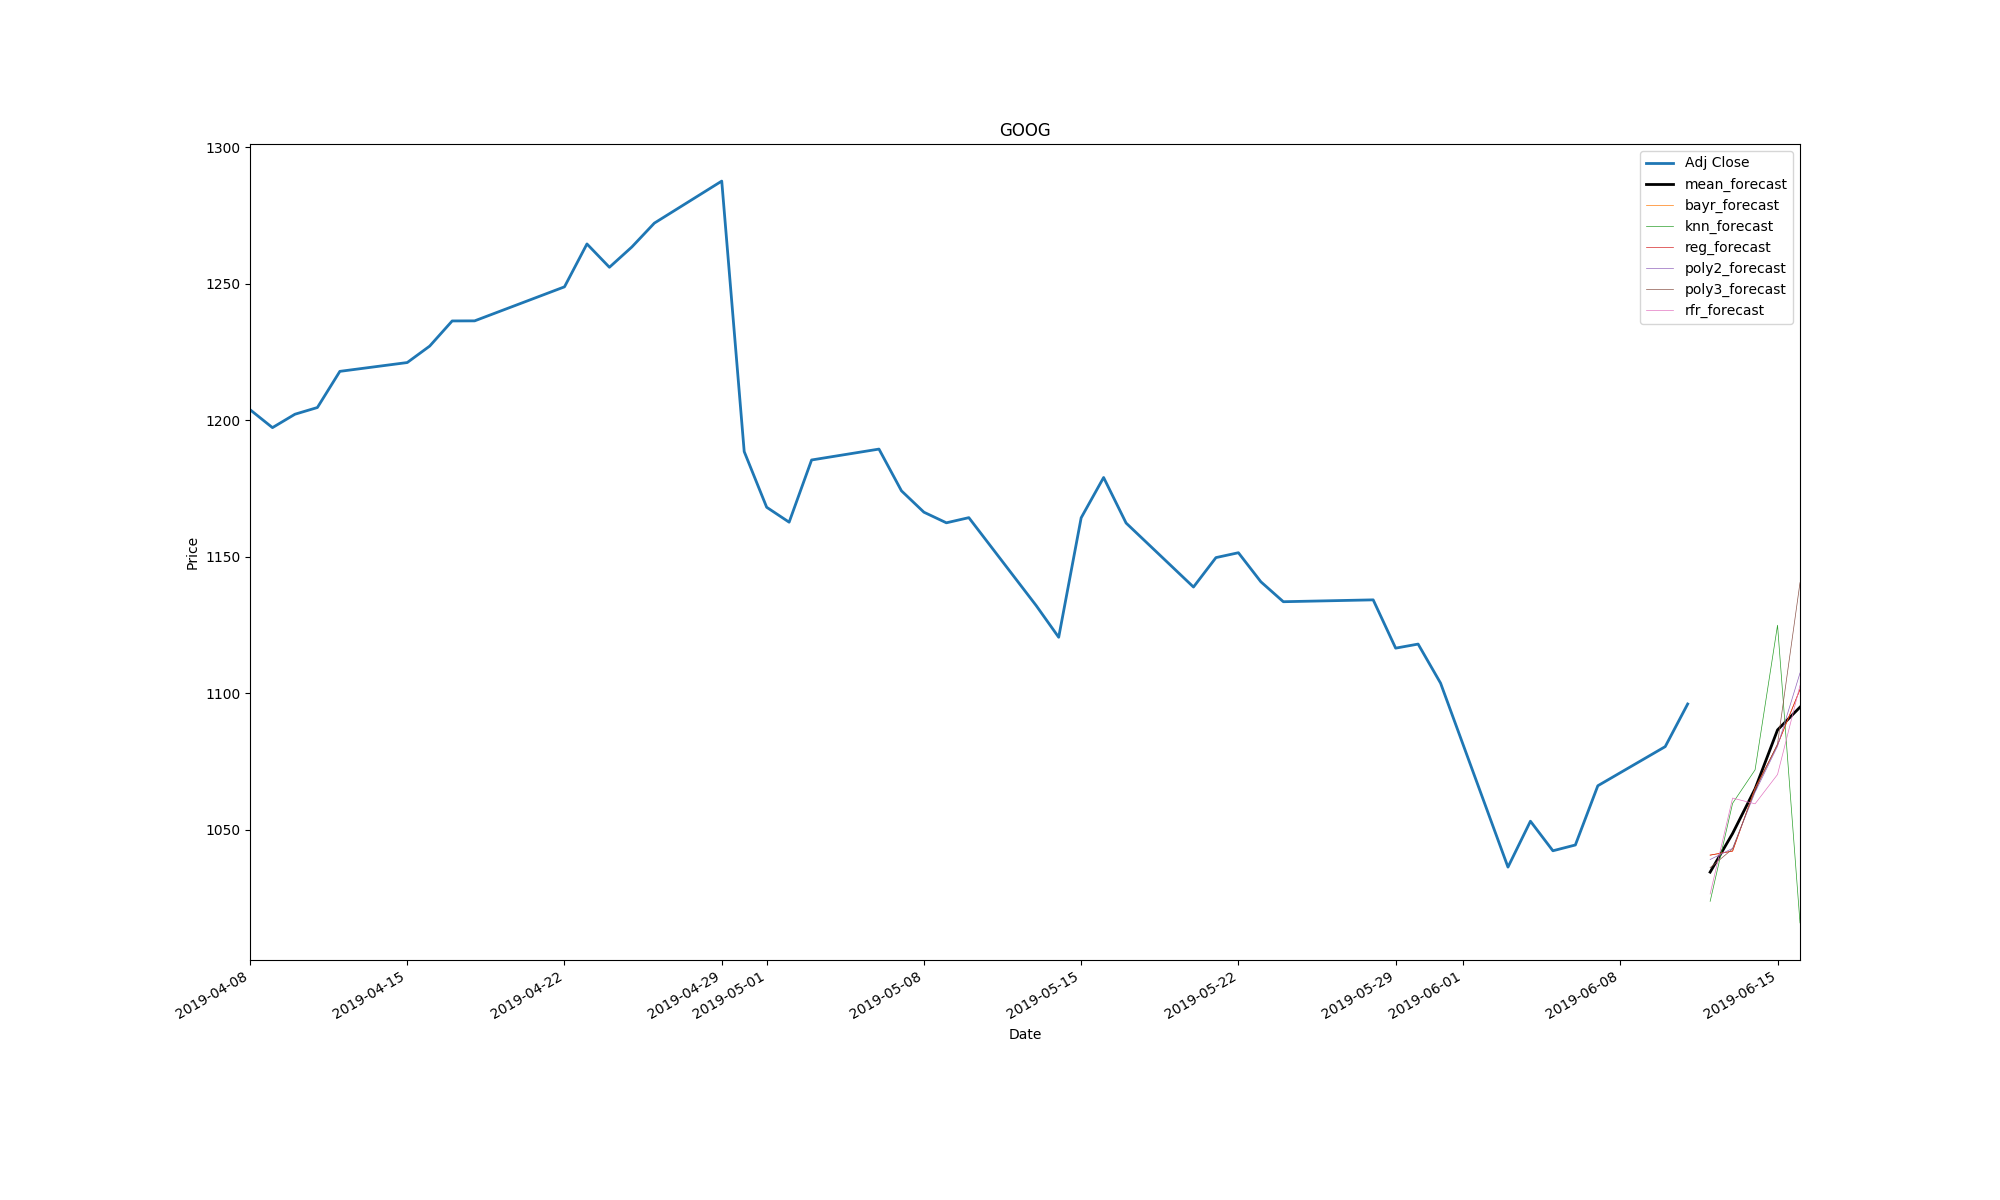 GOOG
1300
1250
1200
1150
1100
1050
Price
Adj Close
mean_forecast
bayr_forecast
knn_forecast
reg_forecast
poly2_forecast
poly3_forecast
rfr_forecast
2019-04-08
2019-04-15
2019-04-22
2019-04-29
2019-05-01
2019-05-08
2019-05-15
2019-05-22
2019-05-29
2019-06-01
2019-06-08
2019-06-15
Date